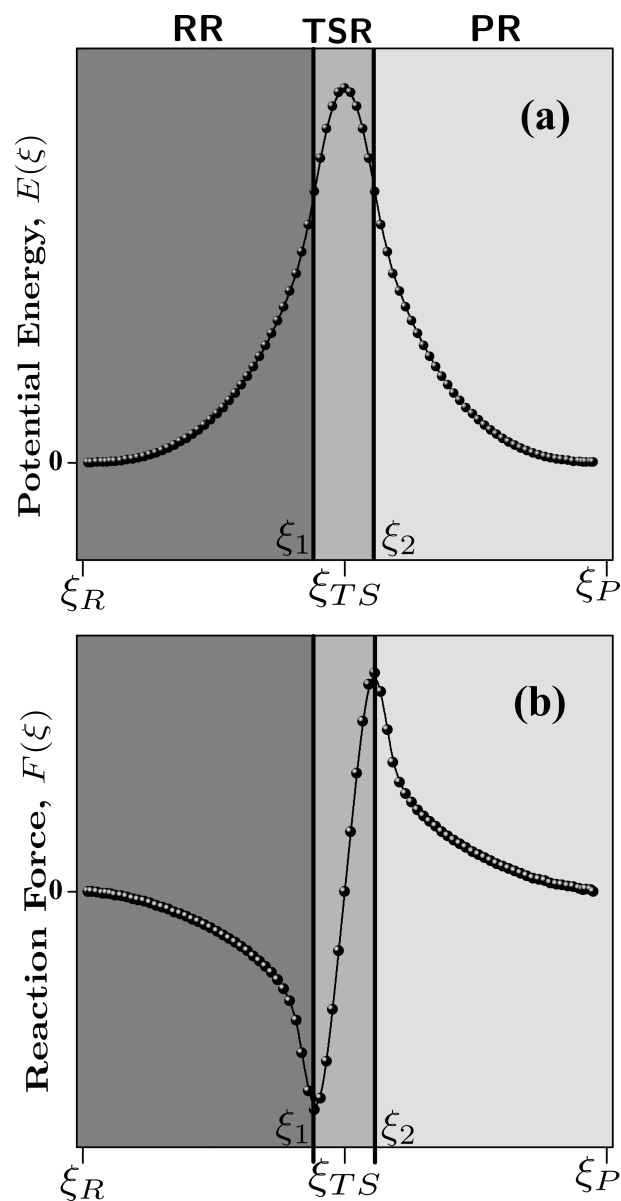 RR TSR PR
(a)
Potential Energy, E(ξ)
0
ξ1 ξ2
ξR ξTS ξP
(b)
Reaction Force, F(ξ)
0
ξ1 ξ2
ξR ξTS ξP